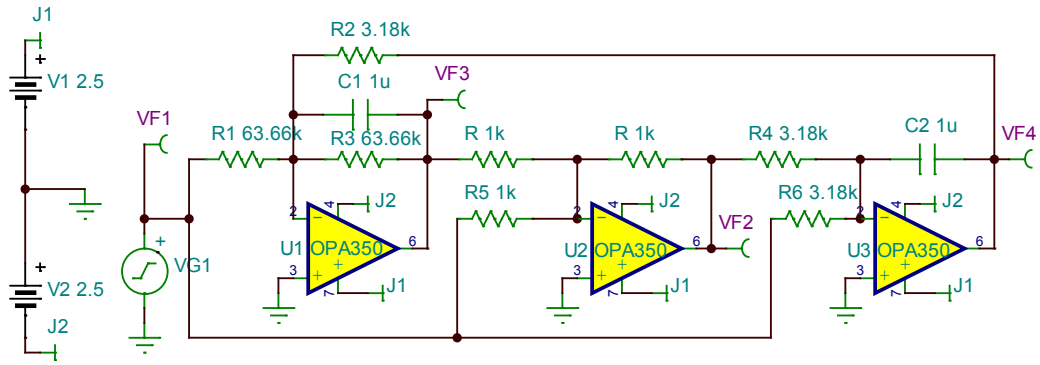 J1
+
V1 2.5
+
V2 2.5
J2
VF1
+
VG1
R1 63.66k
R2 3.18k
C1 1u
R3 63.66k
VF3
2
4
J2
−
U1 OPA350
6
3
+
+
7
J1
R 1k
R 1k
R5 1k
2
4
J2
−
U2 OPA350
6
3
+
+
7
J1
VF2
R4 3.18k
C2 1u
VF4
R6 3.18k
2
4
J2
−
U3 OPA350
6
3
+
+
7
J1